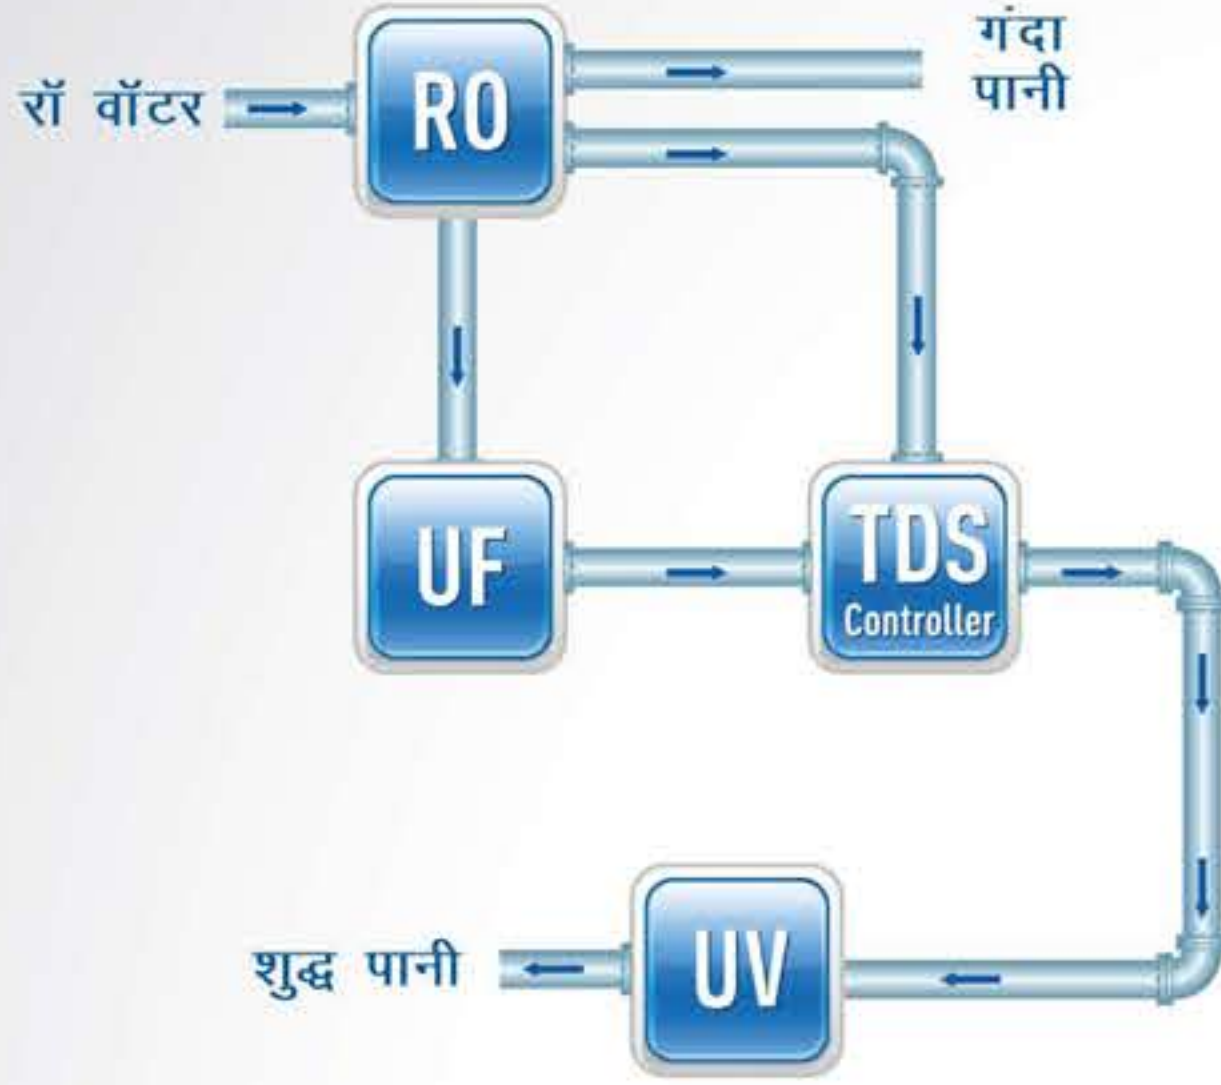 गंदा
पानी
रॉ वॉटर
RO
UF
TDS
Controller
UV
शुद्ध पानी